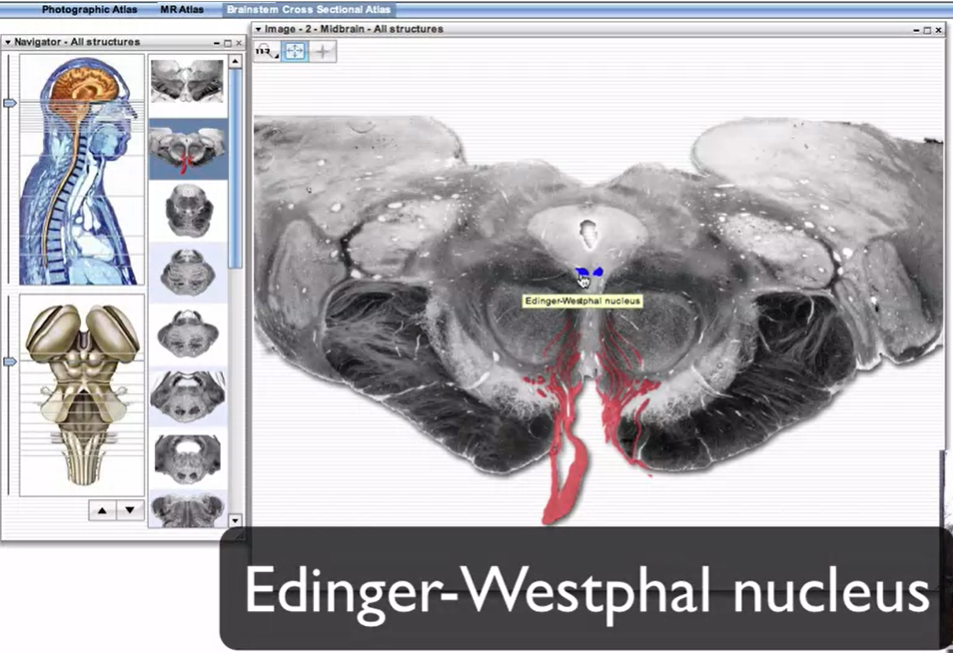 Photographic Atlas MR Atlas Brainstem Cross Sectional Atlas
Image - 2 - Midbrain - All structures
Navigator - All structures
Edinger-Westphal nucleus
Edinger-Westphal nucleus